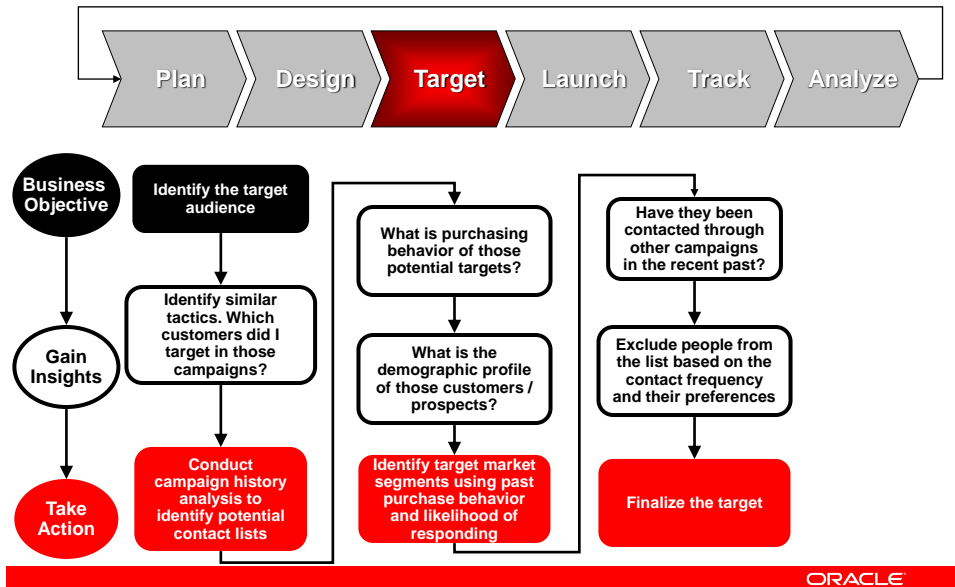 Plan
Design
Target
Launch
Track
Analyze
Business
Objective
Gain
Insights
Take
Action
Identify the target
audience
Identify similar
tactics. Which
customers did I
target in those
campaigns?
Conduct
campaign history
analysis to
identify potential
contact lists
What is purchasing
behavior of those
potential targets?
What is the
demographic profile
of those customers /
prospects?
Identify target market
segments using past
purchase behavior
and likelihood of
responding
Have they been
contacted through
other campaigns
in the recent past?
Exclude people from
the list based on the
contact frequency
and their preferences
Finalize the target
ORACLE